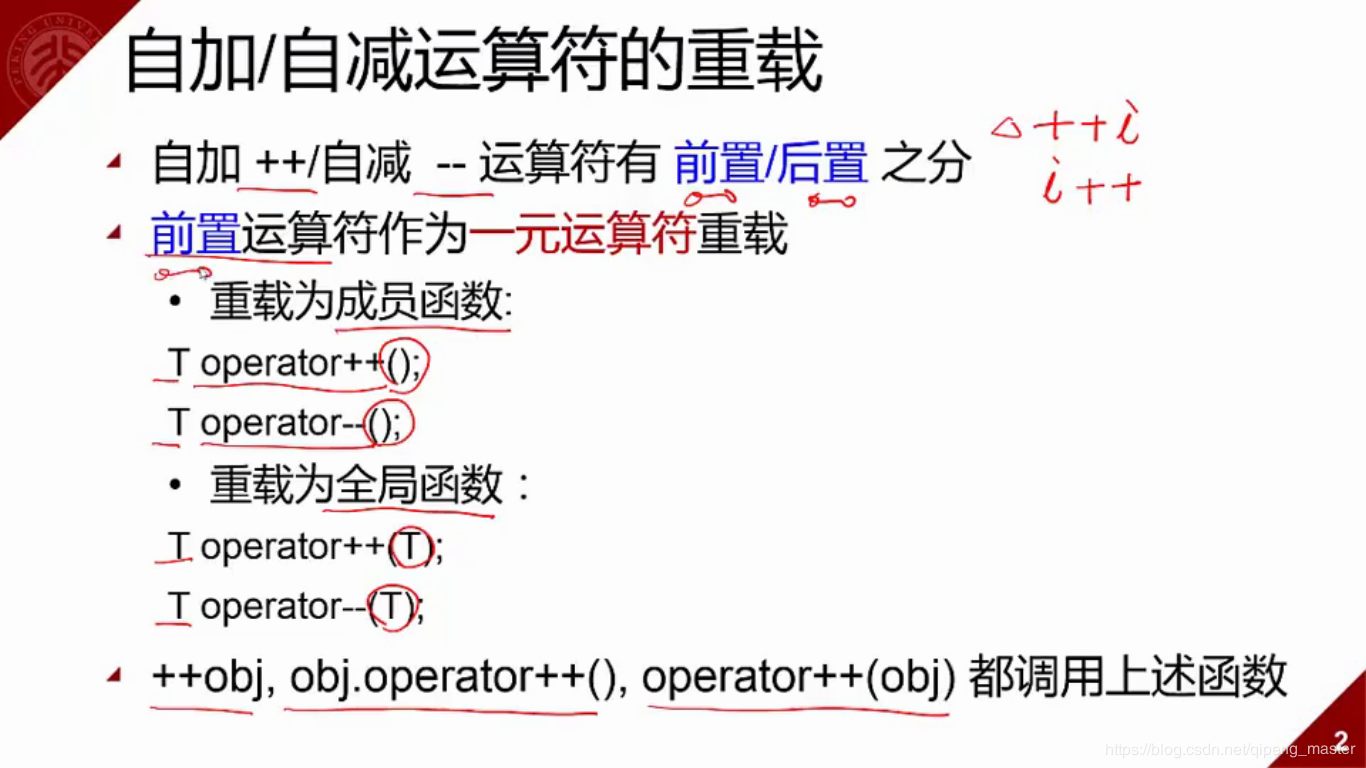 PEKING UNIVER
自加/自减运算符的重载
自加 ++/自减 -- 运算符有 前置/后置 之分
++i
i++
前置运算符作为一元运算符重载
• 重载为成员函数:
T operator++();
T operator--();
• 重载为全局函数：
T operator++(T);
T operator--(T);
++obj, obj.operator++(), operator++(obj) 都调用上述函数
2
https://blog.csdn.net/qipang_master